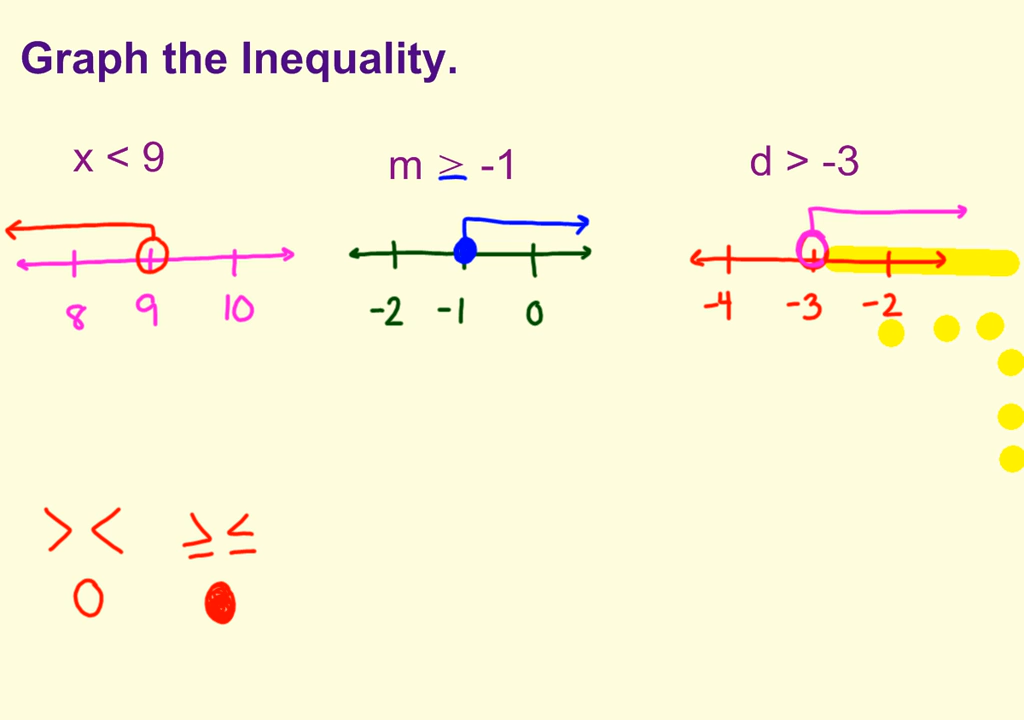 Graph the Inequality.
x < 9 m ≥ -1 d > -3
8 9 10 -2 -1 0 -4 -3 -2
> < ≥ ≤